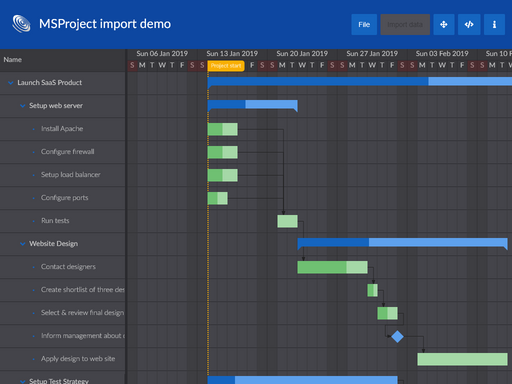 MSProject import demo
File
Import data
Sun 06 Jan 2019 Sun 13 Jan 2019 Sun 20 Jan 2019 Sun 27 Jan 2019 Sun 03 Feb 2019 Sun 10 F
Name
S M T W T F S S F S S M T W T F S S M T W T F S S M T W T F S S M
Project start
Launch SaaS Product
Setup web server
Install Apache
Configure firewall
Setup load balancer
Configure ports
Run tests
Website Design
Contact designers
Create shortlist of three des
Select & review final design
Inform management about
Apply design to web site
Setup Test Strategy